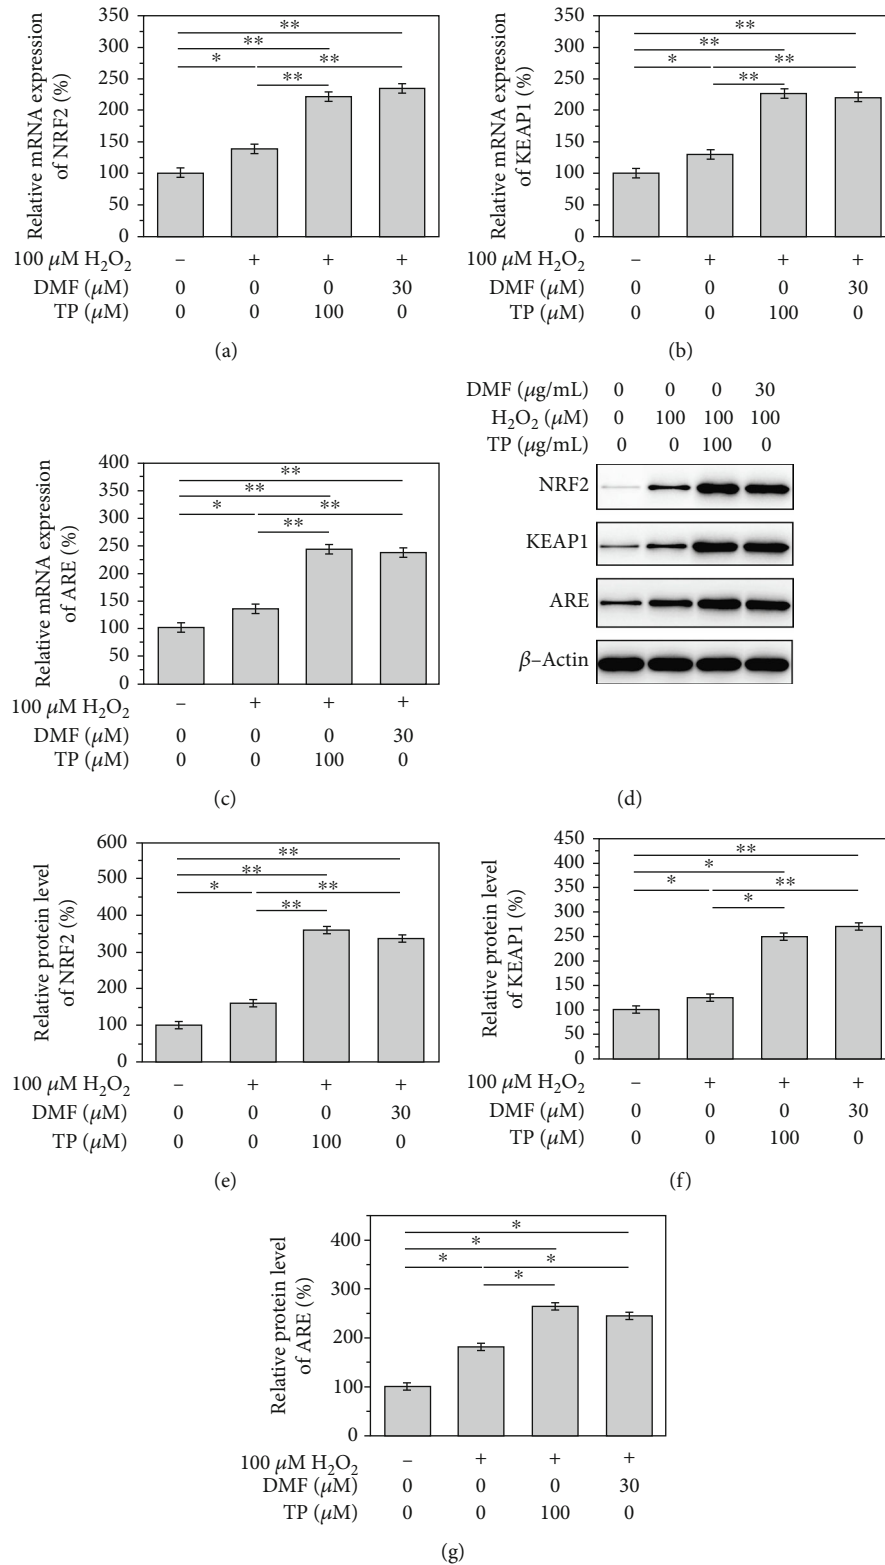 350
300
250
200
150
100
50
0
Relative mRNA expression
of NRF2 (%)
**
**
* **
**
100 μM H₂O₂ − + + +
DMF (μM) 0 0 0 30
TP (μM) 0 0 100 0
(a)
350
300
250
200
150
100
50
0
Relative mRNA expression
of KEAP1 (%)
**
**
* **
**
100 μM H₂O₂ − + + +
DMF (μM) 0 0 0 30
TP (μM) 0 0 100 0
(b)
400
350
300
250
200
150
100
50
0
Relative mRNA expression
of ARE (%)
**
**
* **
**
100 μM H₂O₂ − + + +
DMF (μM) 0 0 0 30
TP (μM) 0 0 100 0
(c)
DMF (μg/mL) 0 0 0 30
H₂O₂ (μM) 0 100 100 100
TP (μg/mL) 0 0 100 0
NRF2
KEAP1
ARE
β–Actin
(d)
600
500
400
300
200
100
0
Relative protein level
of NRF2 (%)
**
**
* **
**
100 μM H₂O₂ − + + +
DMF (μM) 0 0 0 30
TP (μM) 0 0 100 0
(e)
450
400
350
300
250
200
150
100
50
0
Relative protein level
of KEAP1 (%)
**
*
* **
*
100 μM H₂O₂ − + + +
DMF (μM) 0 0 0 30
TP (μM) 0 0 100 0
(f)
400
300
200
100
0
Relative protein level
of ARE (%)
*
*
* *
*
100 μM H₂O₂ − + + +
DMF (μM) 0 0 0 30
TP (μM) 0 0 100 0
(g)